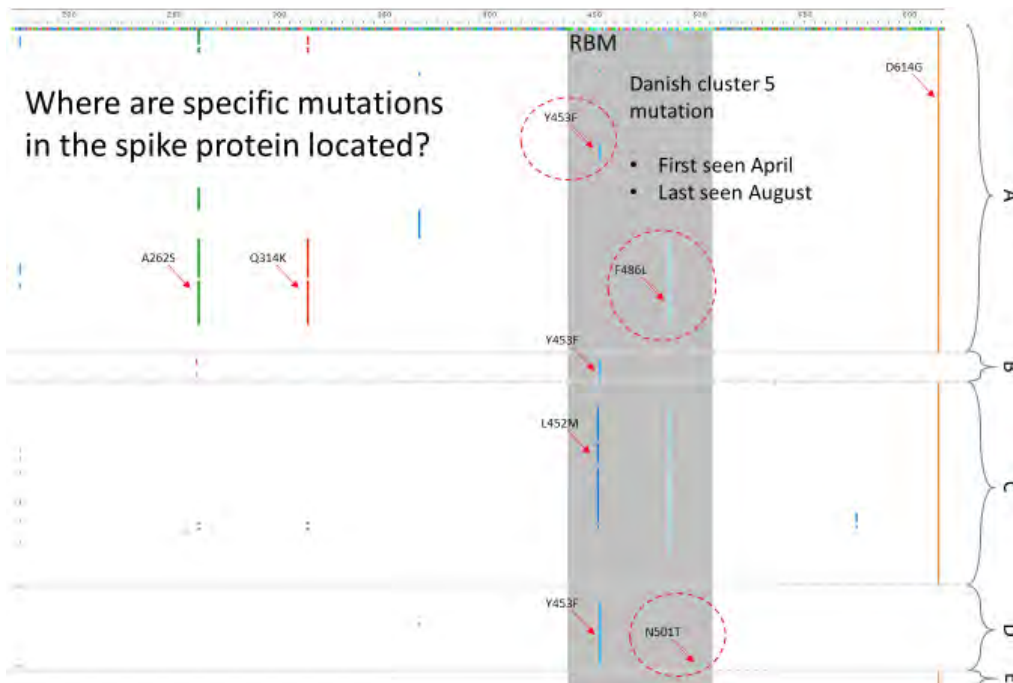 500
RBM
D614G
Where are specific mutations
in the spike protein located?
Danish cluster 5
mutation
Y453F
• First seen April
• Last seen August
A
A262S
Q314K
F486L
Y453F
B
L452M
C
Y453F
N501T
D
E